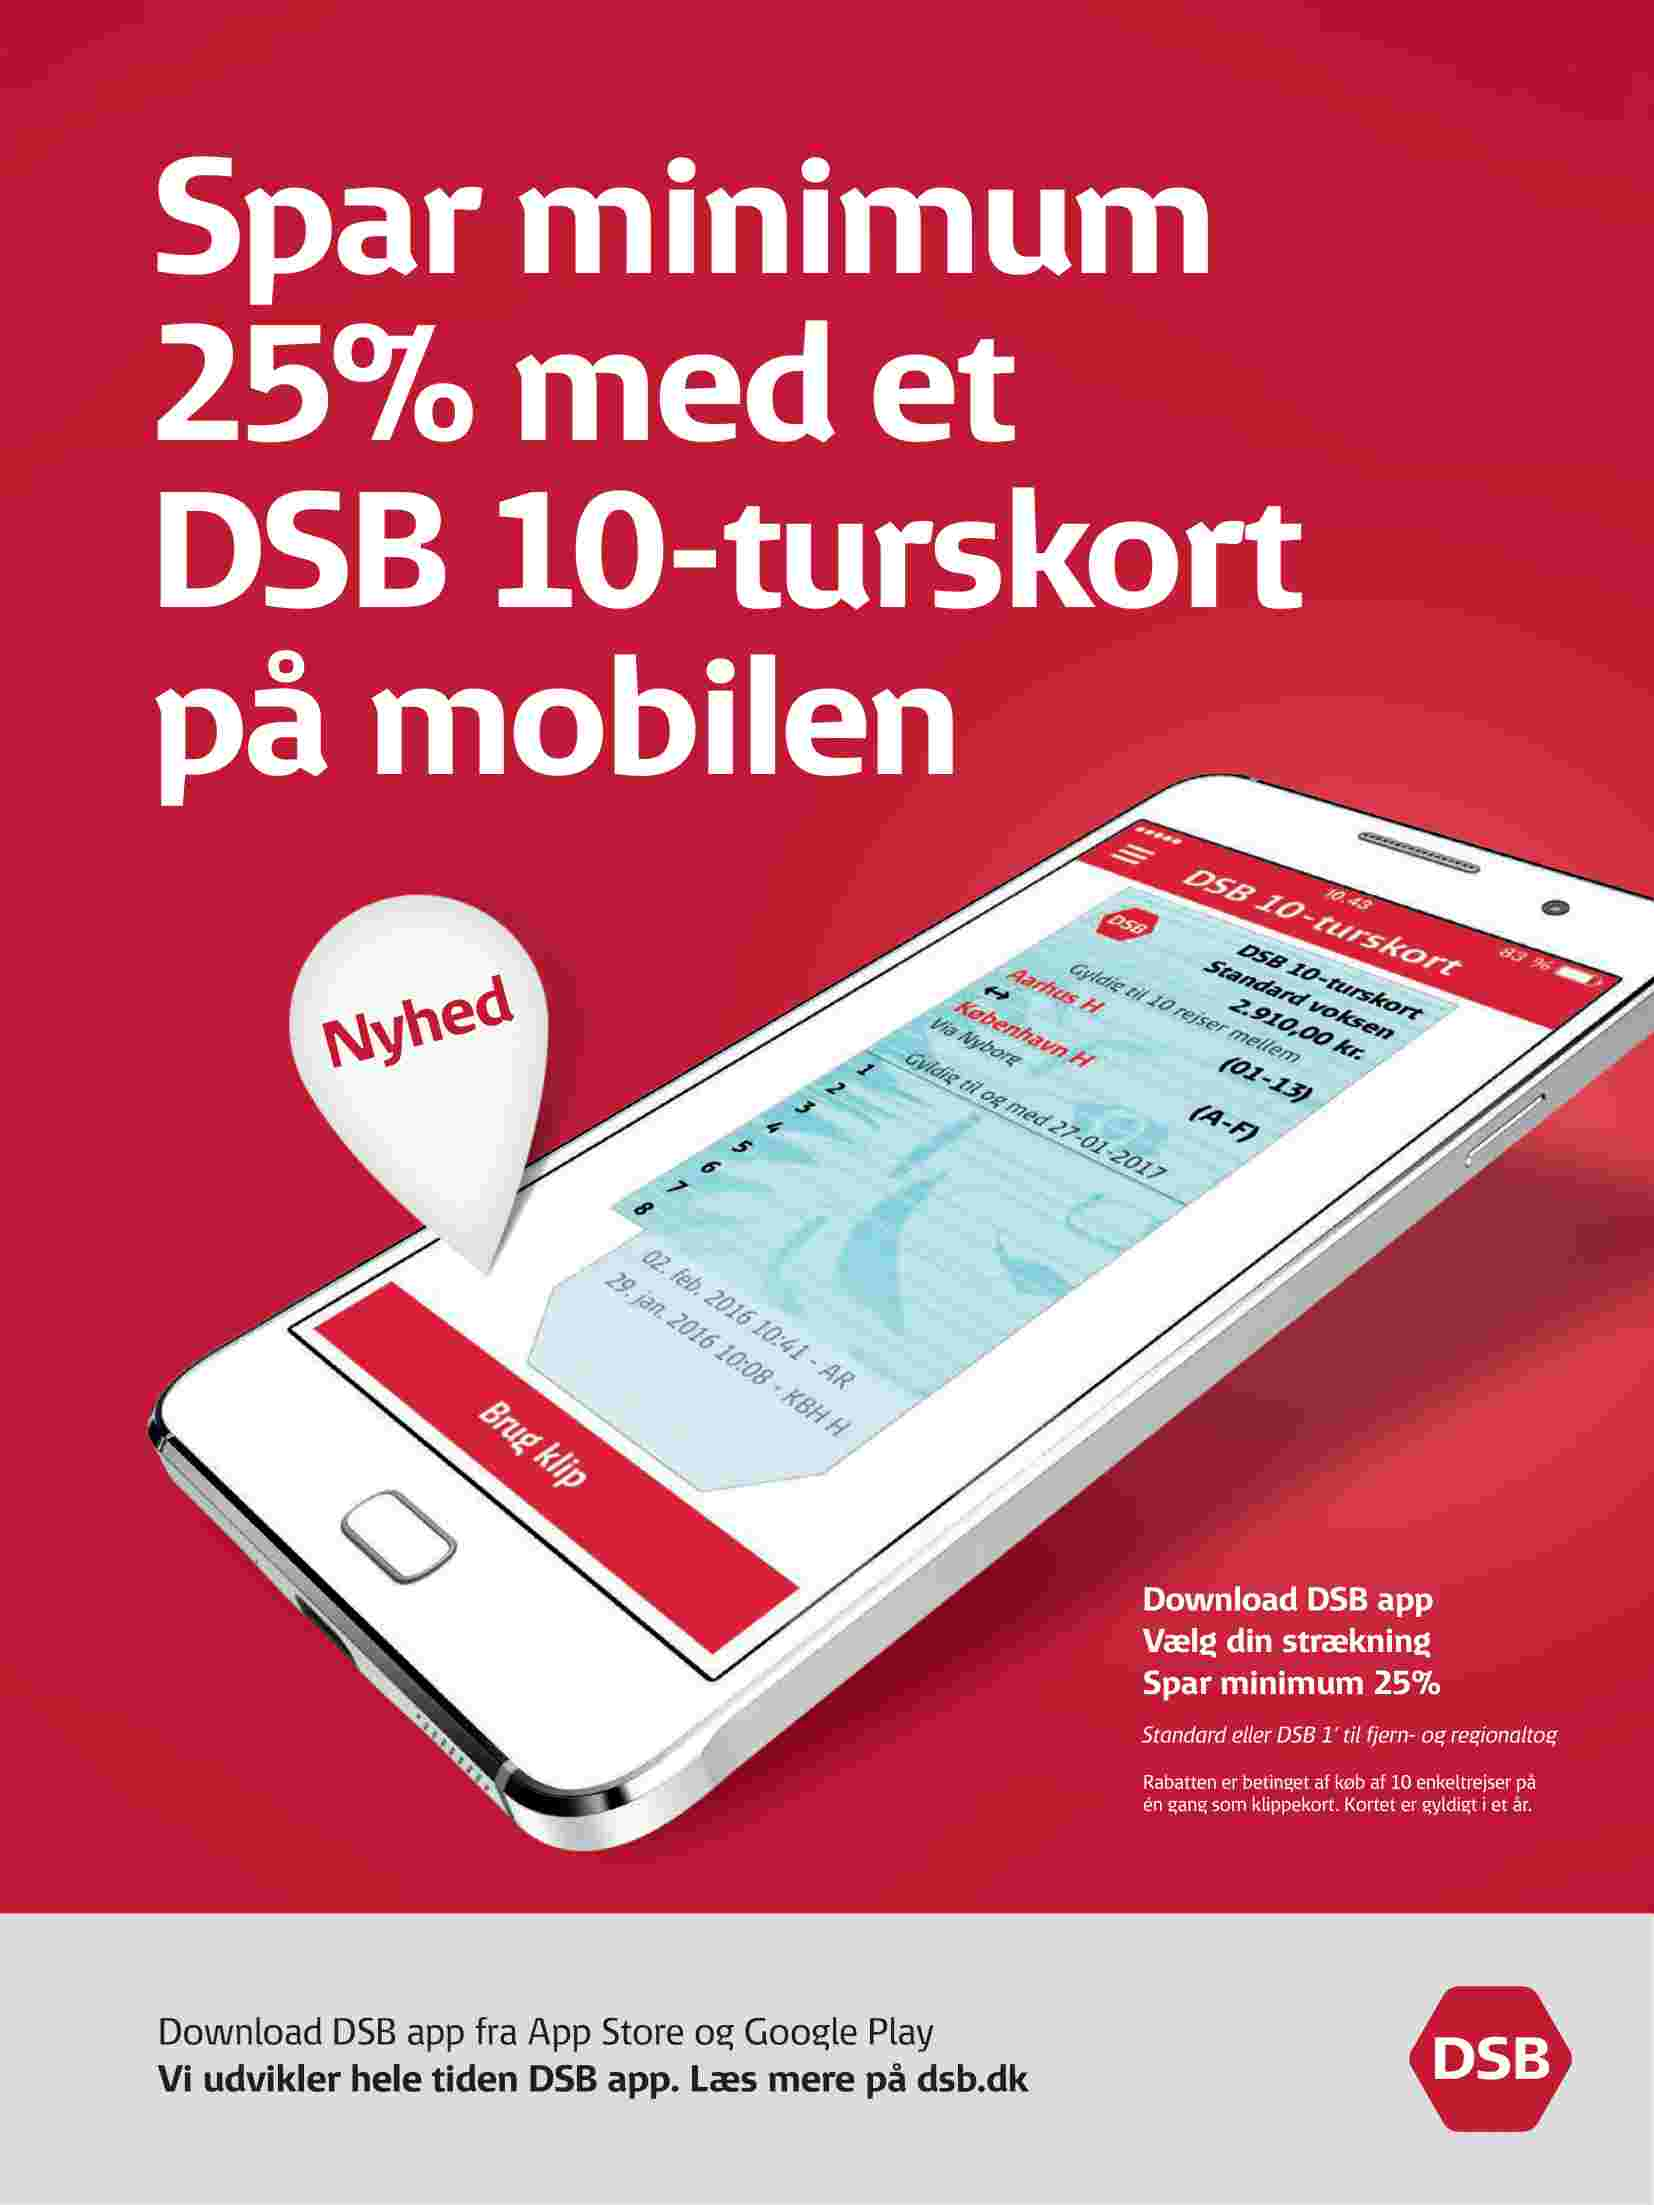 Spar minimum
25% med et
DSB 10-turskort
på mobilen
Nyhed
10.43
83 %
DSB 10-turskort
DSB
DSB 10-turskort
Standard voksen
2.910,00 kr.
Gyldig til 10 rejser mellem
Aarhus H (01-13)
↔
København H (A-F)
Via Nyborg
Gyldig til og med 27-01-2017
1
2
3
4
5
6
7
8
02. feb. 2016 10:41 - AR
29. jan. 2016 10:08 - KBH H
Brug klip
Download DSB app
Vælg din strækning
Spar minimum 25%
Standard eller DSB 1' til fjern- og regionaltog
Rabatten er betinget af køb af 10 enkeltrejser på
én gang som klippekort. Kortet er gyldigt i et år.
Download DSB app fra App Store og Google Play
Vi udvikler hele tiden DSB app. Læs mere på dsb.dk
DSB